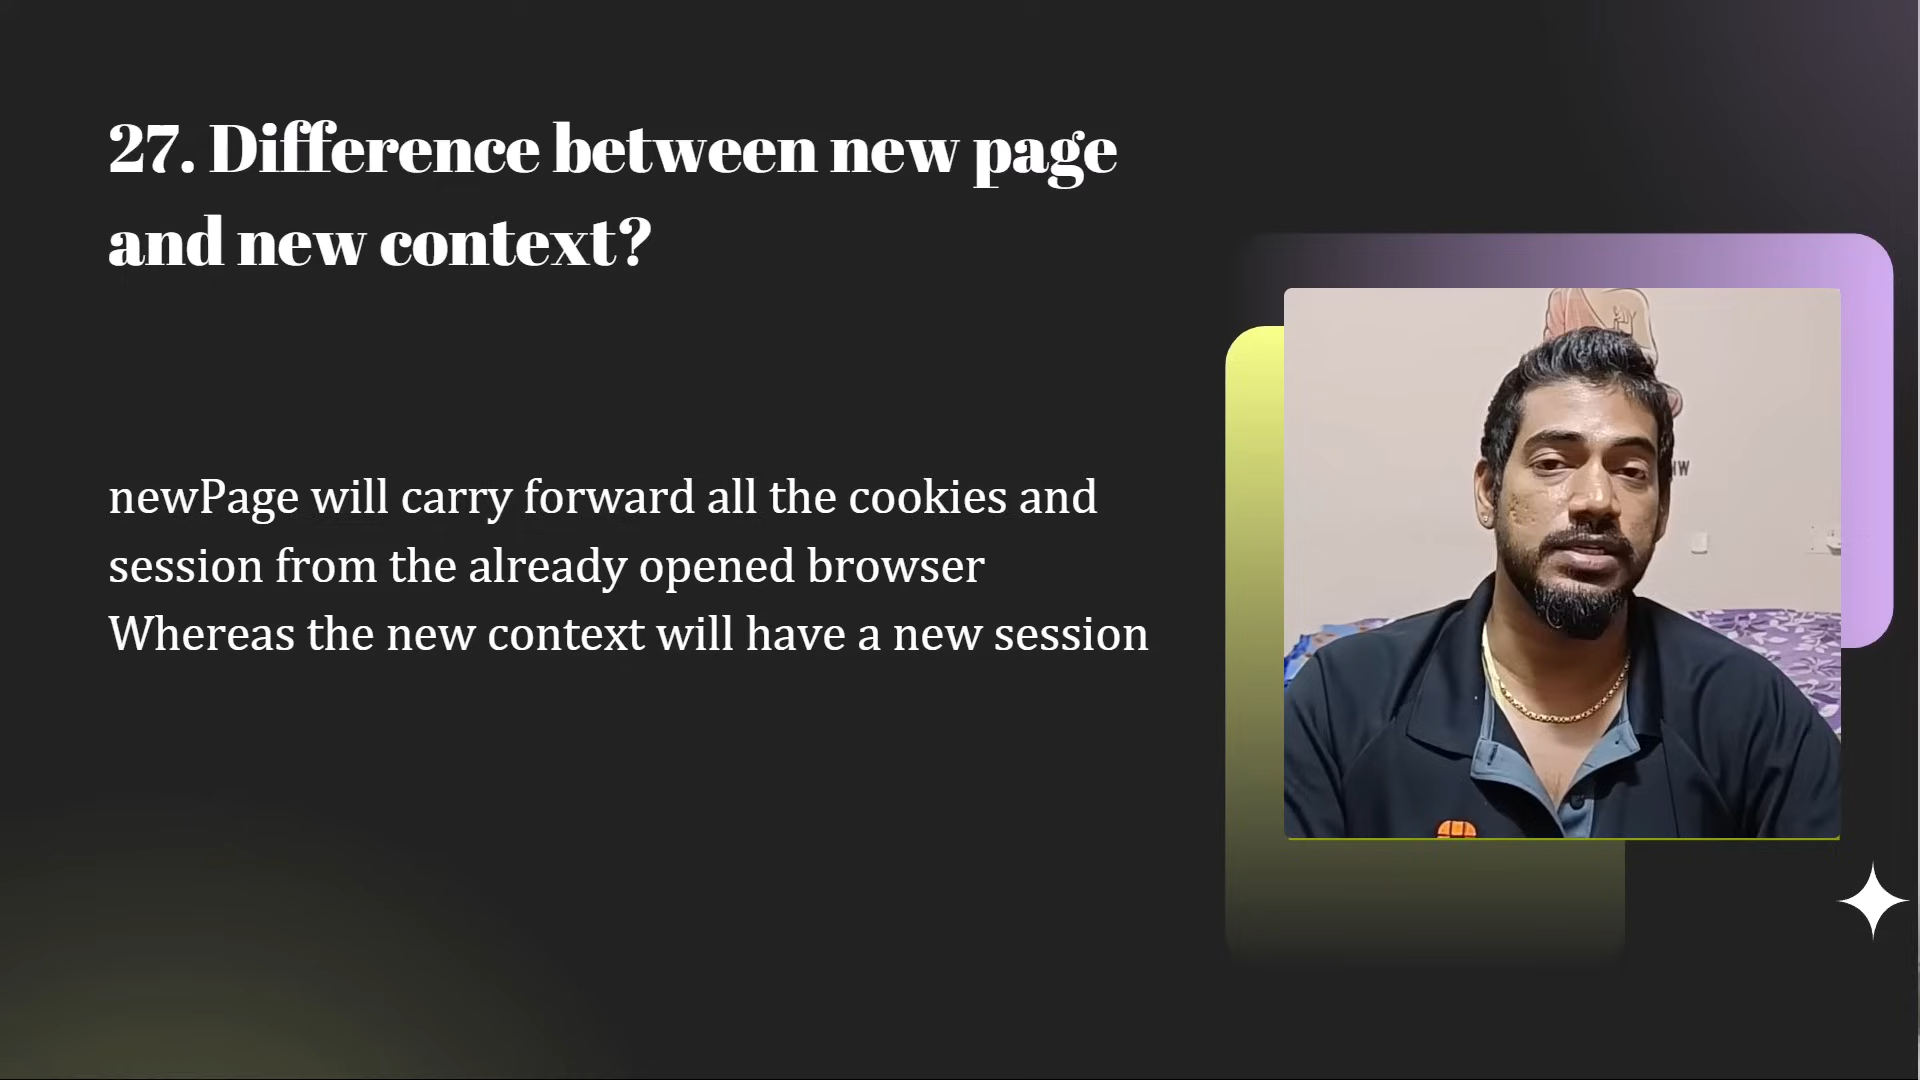 27. Difference between new page
and new context?
newPage will carry forward all the cookies and
session from the already opened browser
Whereas the new context will have a new session